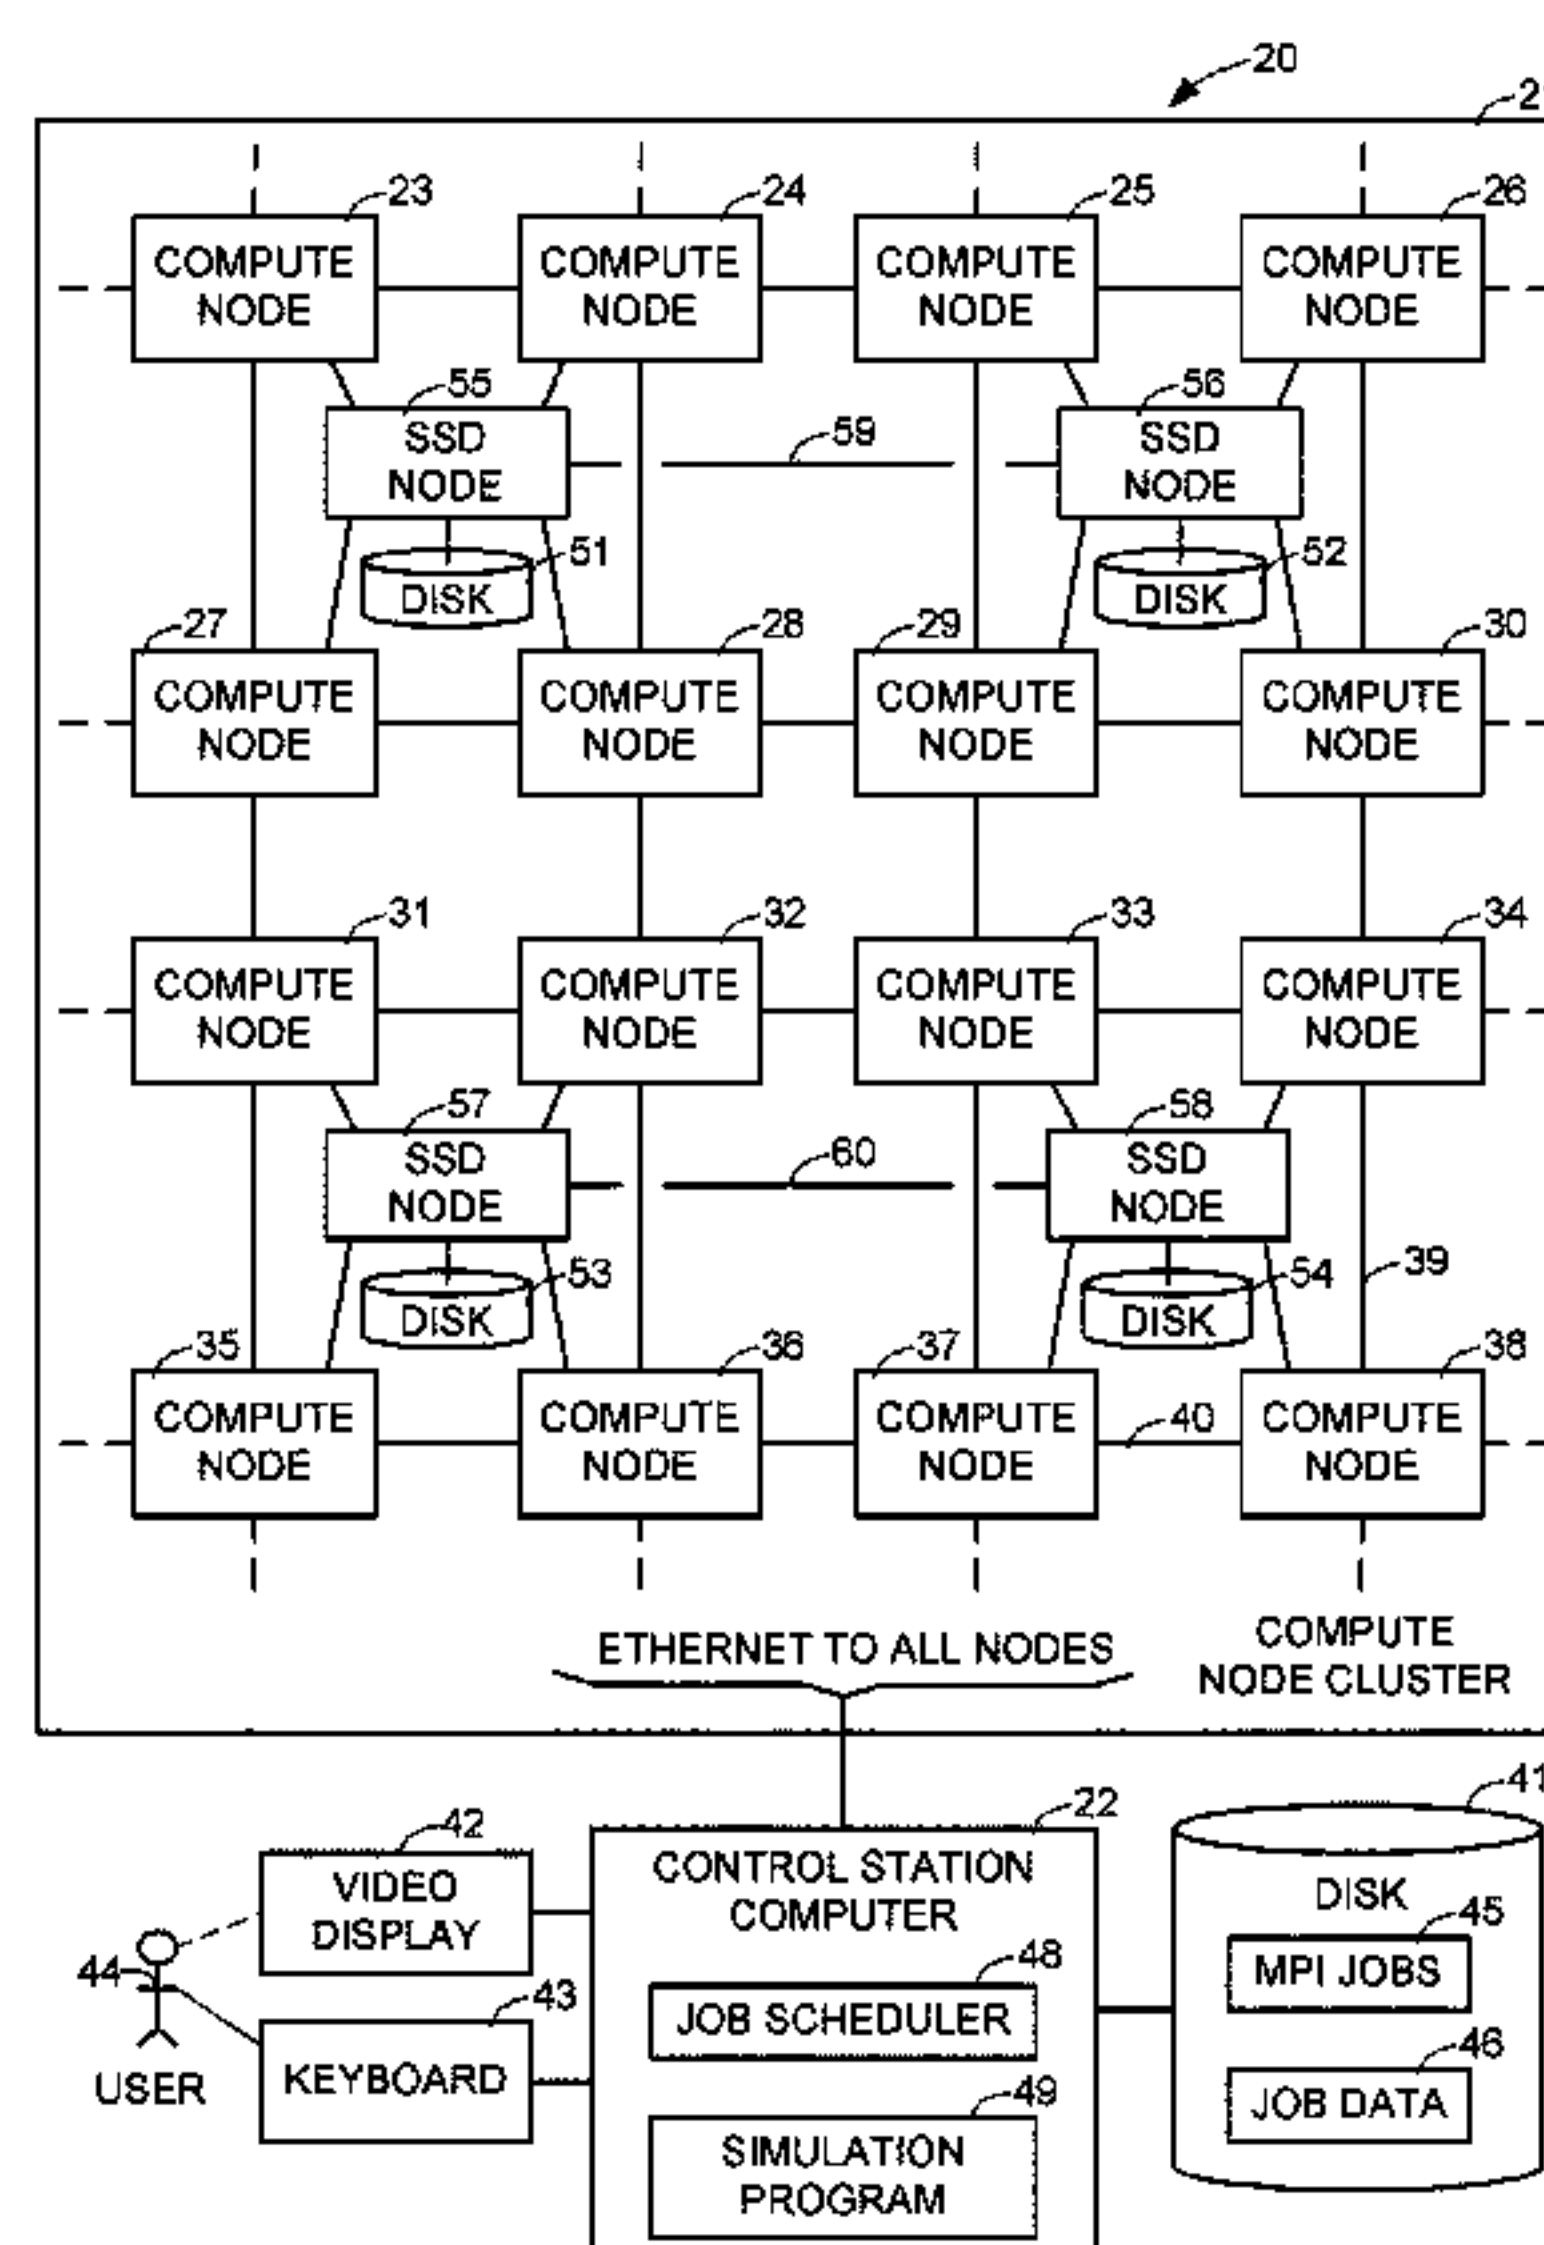 20
2
23
24
25
26
COMPUTE NODE
COMPUTE NODE
COMPUTE NODE
COMPUTE NODE
55
56
SSD NODE
59
SSD NODE
51
52
DISK
DISK
27
28
29
30
COMPUTE NODE
COMPUTE NODE
COMPUTE NODE
COMPUTE NODE
31
32
33
34
COMPUTE NODE
COMPUTE NODE
COMPUTE NODE
COMPUTE NODE
57
58
SSD NODE
60
SSD NODE
39
53
54
DISK
DISK
35
36
37
38
COMPUTE NODE
COMPUTE NODE
COMPUTE NODE
40
COMPUTE NODE
ETHERNET TO ALL NODES
COMPUTE
NODE CLUSTER
22
41
42
VIDEO
DISPLAY
CONTROL STATION
COMPUTER
DISK
45
MPI JOBS
44
48
JOB SCHEDULER
43
KEYBOARD
USER
46
JOB DATA
49
SIMULATION
PROGRAM